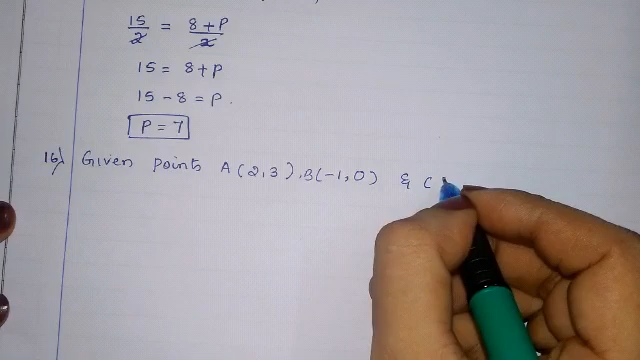 15/2 = 8+P/2
15 = 8+P
15 - 8 = P.
P = 7
16) Given points A(2,3), B(-1,0) & C